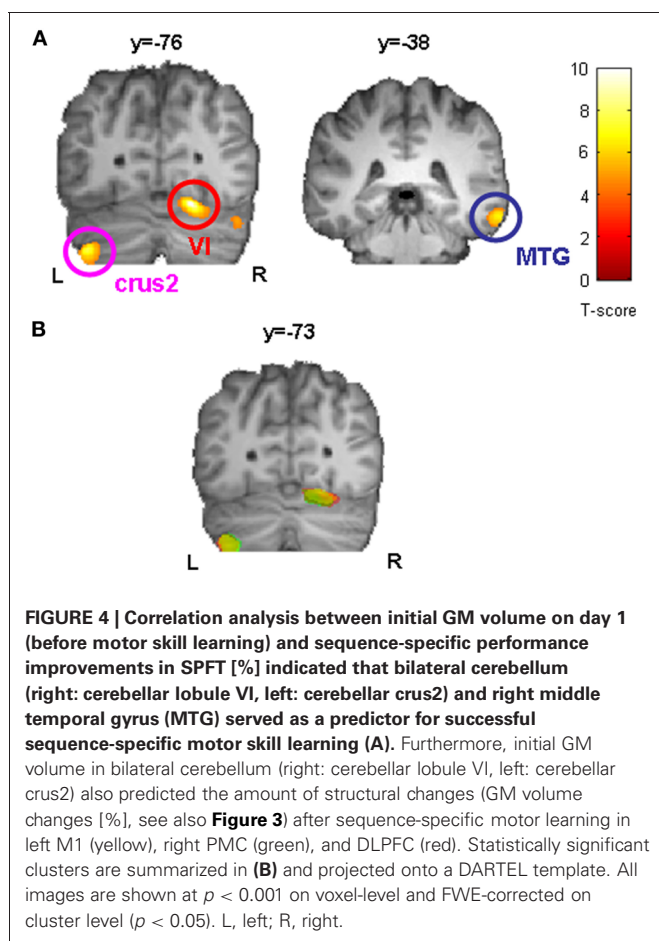 A
y=-76
y=-38
10
8
6
4
2
0
T-score
VI
MTG
L
R
crus2
B
y=-73
L
R
FIGURE 4 | Correlation analysis between initial GM volume on day 1
(before motor skill learning) and sequence-specific performance
improvements in SPFT [%] indicated that bilateral cerebellum
(right: cerebellar lobule VI, left: cerebellar crus2) and right middle
temporal gyrus (MTG) served as a predictor for successful
sequence-specific motor skill learning (A). Furthermore, initial GM
volume in bilateral cerebellum (right: cerebellar lobule VI, left: cerebellar
crus2) also predicted the amount of structural changes (GM volume
changes [%], see also Figure 3) after sequence-specific motor learning in
left M1 (yellow), right PMC (green), and DLPFC (red). Statistically significant
clusters are summarized in (B) and projected onto a DARTEL template. All
images are shown at p < 0.001 on voxel-level and FWE-corrected on
cluster level (p < 0.05). L, left; R, right.